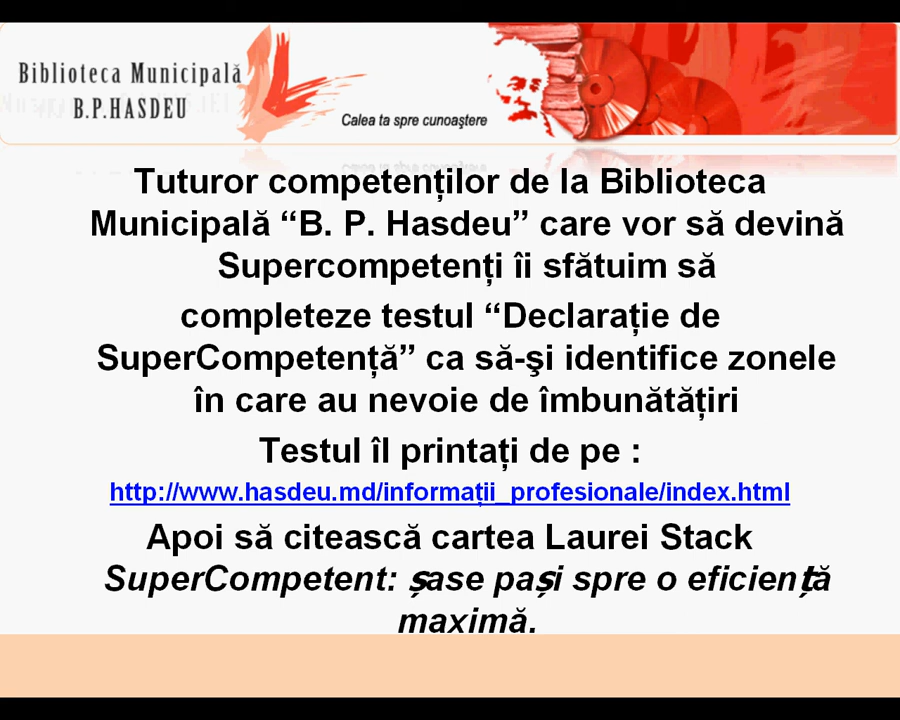 Biblioteca Municipală
B.P.HASDEU
Calea ta spre cunoaştere
Tuturor competenților de la Biblioteca
Municipală “B. P. Hasdeu” care vor să devină
Supercompetenți îi sfătuim să
completeze testul “Declarație de
SuperCompetență” ca să-şi identifice zonele
în care au nevoie de îmbunătățiri
Testul îl printați de pe :
http://www.hasdeu.md/informații_profesionale/index.html
Apoi să citească cartea Laurei Stack
SuperCompetent: șase pași spre o eficiență
maximă.